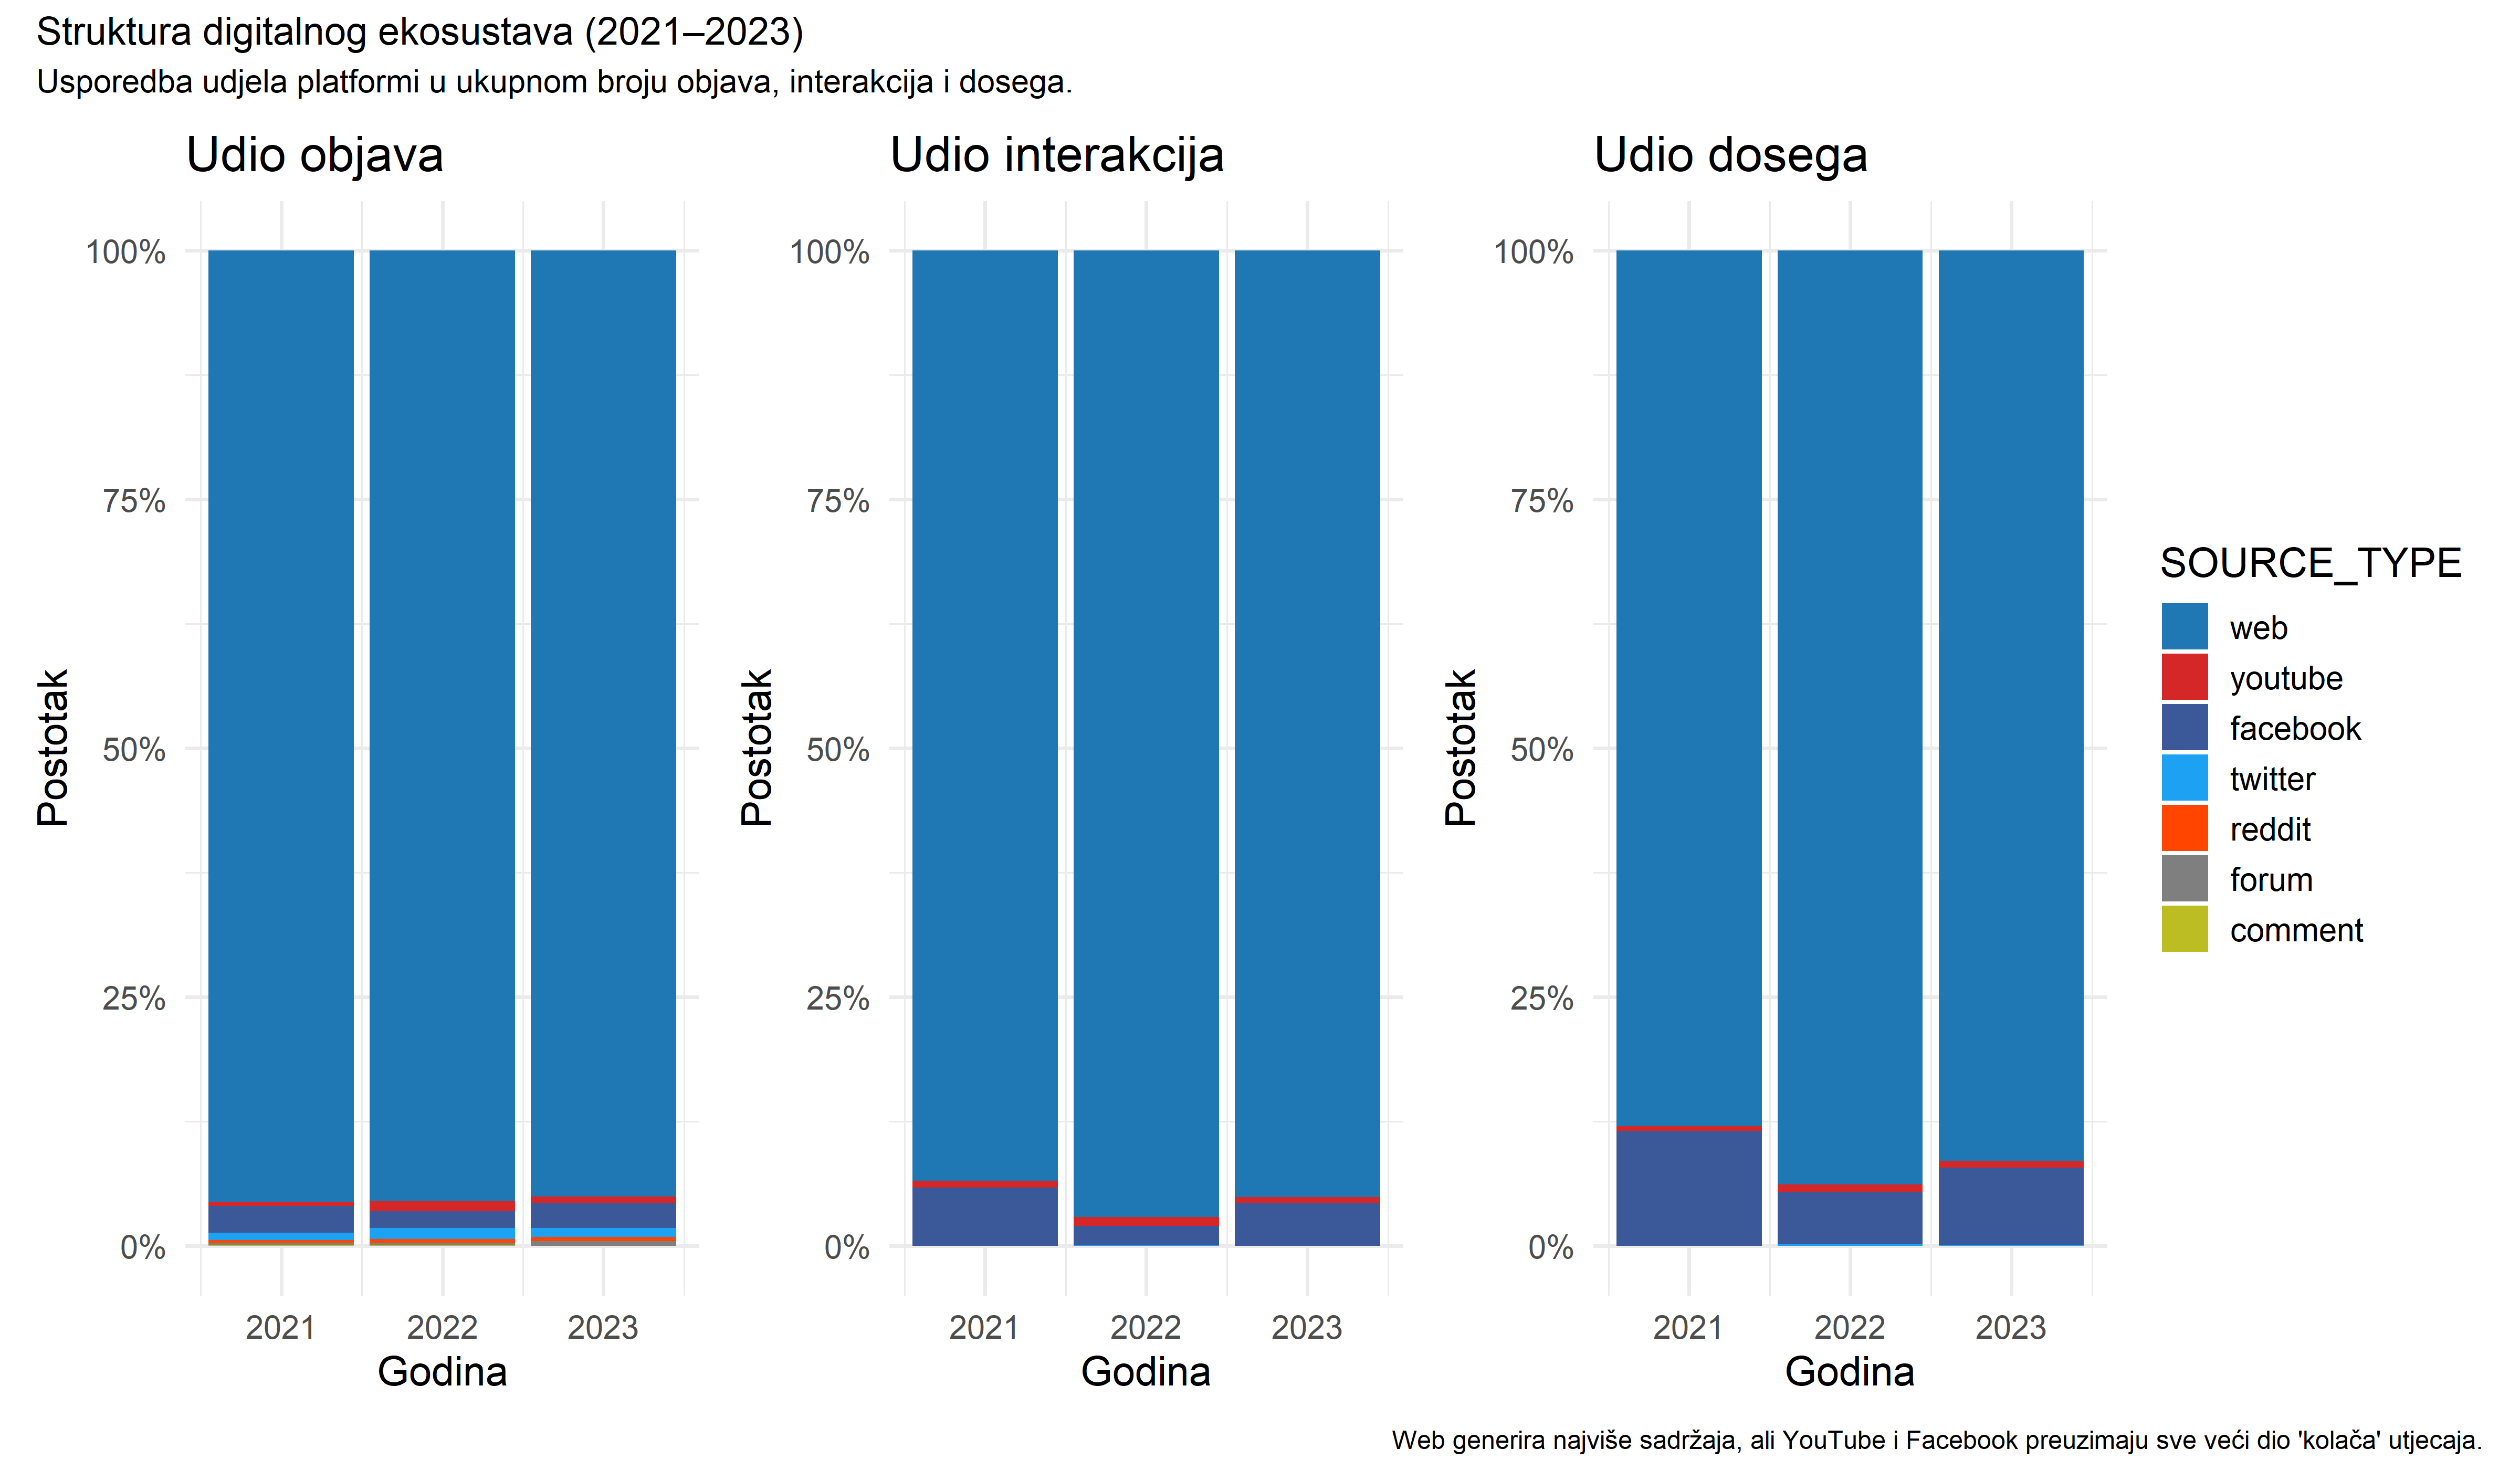 Struktura digitalnog ekosustava (2021–2023)
Usporedba udjela platformi u ukupnom broju objava, interakcija i dosega.
Udio objava
100%
75%
50%
25%
0%
Postotak
2021
2022
2023
Godina
Udio interakcija
100%
75%
50%
25%
0%
Postotak
2021
2022
2023
Godina
Udio dosega
100%
75%
50%
25%
0%
Postotak
2021
2022
2023
Godina
SOURCE_TYPE
web
youtube
facebook
twitter
reddit
forum
comment
Web generira najviše sadržaja, ali YouTube i Facebook preuzimaju sve veći dio 'kolača' utjecaja.